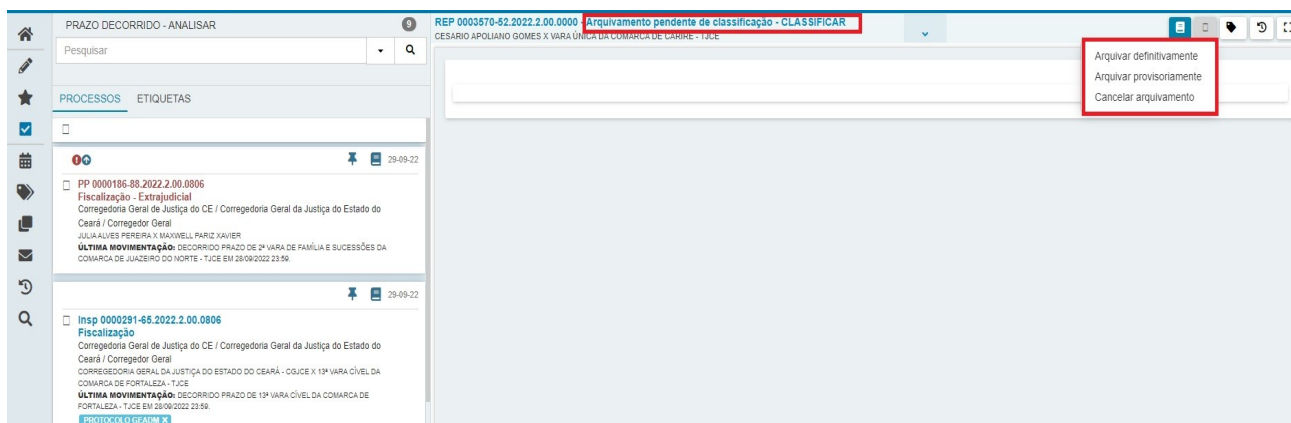 PRAZO DECORRIDO - ANALISAR
9
Pesquisar
PROCESSOS ETIQUETAS
29-09-22
PP 0000186-88.2022.2.00.0806
Fiscalização - Extrajudicial
Corregedoria Geral de Justiça do CE / Corregedoria Geral da Justiça do Estado do
Ceará / Corregedor Geral
JULIA ALVES PEREIRA X MAXWELL PARIZ XAVIER
ÚLTIMA MOVIMENTAÇÃO: DECORRIDO PRAZO DE 2ª VARA DE FAMÍLIA E SUCESSÕES DA
COMARCA DE JUAZEIRO DO NORTE - TJCE EM 28/09/2022 23:59.
29-09-22
Insp 0000291-65.2022.2.00.0806
Fiscalização
Corregedoria Geral de Justiça do CE / Corregedoria Geral da Justiça do Estado do
Ceará / Corregedor Geral
CORREGEDORIA GERAL DA JUSTIÇA DO ESTADO DO CEARÁ - CGJCE X 13ª VARA CÍVEL DA
COMARCA DE FORTALEZA - TJCE
ÚLTIMA MOVIMENTAÇÃO: DECORRIDO PRAZO DE 13ª VARA CÍVEL DA COMARCA DE
FORTALEZA - TJCE EM 28/09/2022 23:59.
PROTOCOLO GEADM X
REP 0003570-52.2022.2.00.0000 - Arquivamento pendente de classificação - CLASSIFICAR
CESARIO APOLIANO GOMES X VARA ÚNICA DA COMARCA DE CARIRÉ - TJCE
Arquivar definitivamente
Arquivar provisoriamente
Cancelar arquivamento